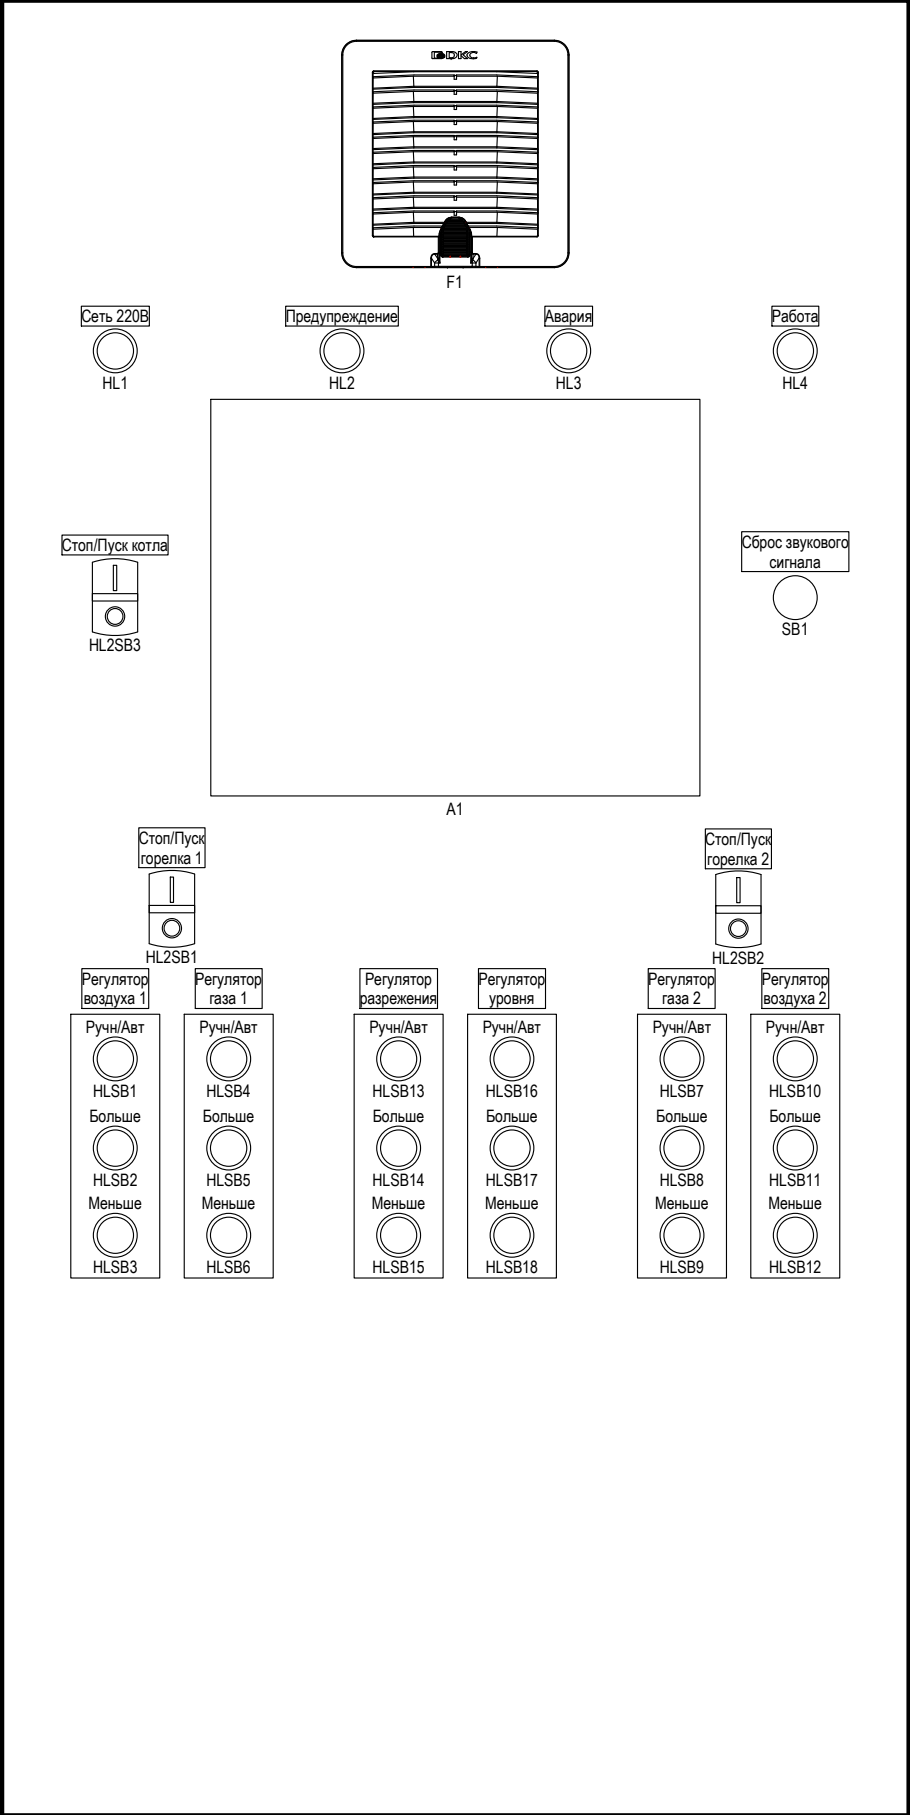 DKC
F1
Сеть 220В
Предупреждение
Авария
Работа
HL1
HL2
HL3
HL4
Стоп/Пуск котла
HL2SB3
Сброс звукового
сигнала
SB1
A1
Стоп/Пуск
горелка 1
HL2SB1
Стоп/Пуск
горелка 2
HL2SB2
Регулятор
воздуха 1
Ручн/Авт
HLSB1
Больше
HLSB2
Меньше
HLSB3
Регулятор
газа 1
Ручн/Авт
HLSB4
Больше
HLSB5
Меньше
HLSB6
Регулятор
разрежения
Ручн/Авт
HLSB13
Больше
HLSB14
Меньше
HLSB15
Регулятор
уровня
Ручн/Авт
HLSB16
Больше
HLSB17
Меньше
HLSB18
Регулятор
газа 2
Ручн/Авт
HLSB7
Больше
HLSB8
Меньше
HLSB9
Регулятор
воздуха 2
Ручн/Авт
HLSB10
Больше
HLSB11
Меньше
HLSB12